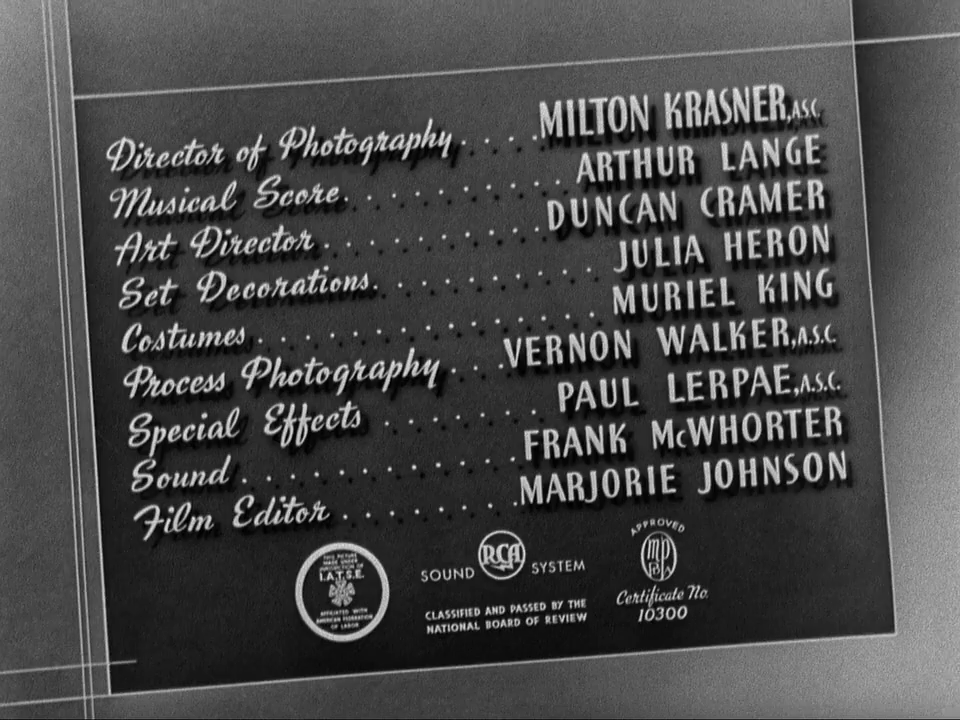 Director of Photography . . . . MILTON KRASNER, A.S.C.
Musical Score . . . . . . . . . . ARTHUR LANGE
Art Director . . . . . . . . . . DUNCAN CRAMER
Set Decorations . . . . . . . . . . JULIA HERON
Costumes . . . . . . . . . . . . . MURIEL KING
Process Photography . . . VERNON WALKER, A.S.C.
Special Effects . . . . . . . PAUL LERPAE, A.S.C.
Sound . . . . . . . . . . . . FRANK McWHORTER
Film Editor . . . . . . . . MARJORIE JOHNSON
THIS PICTURE
MADE UNDER
JURISDICTION OF
I.A.T.S.E.
AFFILIATED WITH
AMERICAN FEDERATION
OF LABOR
SOUND RCA SYSTEM
CLASSIFIED AND PASSED BY THE
NATIONAL BOARD OF REVIEW
APPROVED
MPPDA
Certificate No.
10300